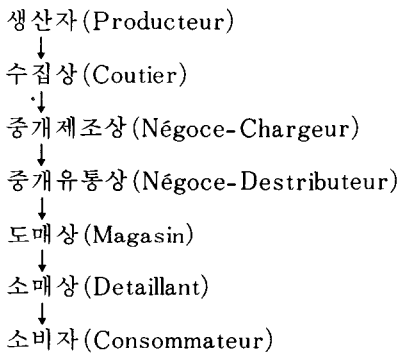 생산자(Producteur)
↓
수집상(Coutier)
↓
중개제조상(Négoce-Chargeur)
↓
중개유통상(Négoce-Destributeur)
↓
도매상(Magasin)
↓
소매상(Detaillant)
↓
소비자(Consommateur)